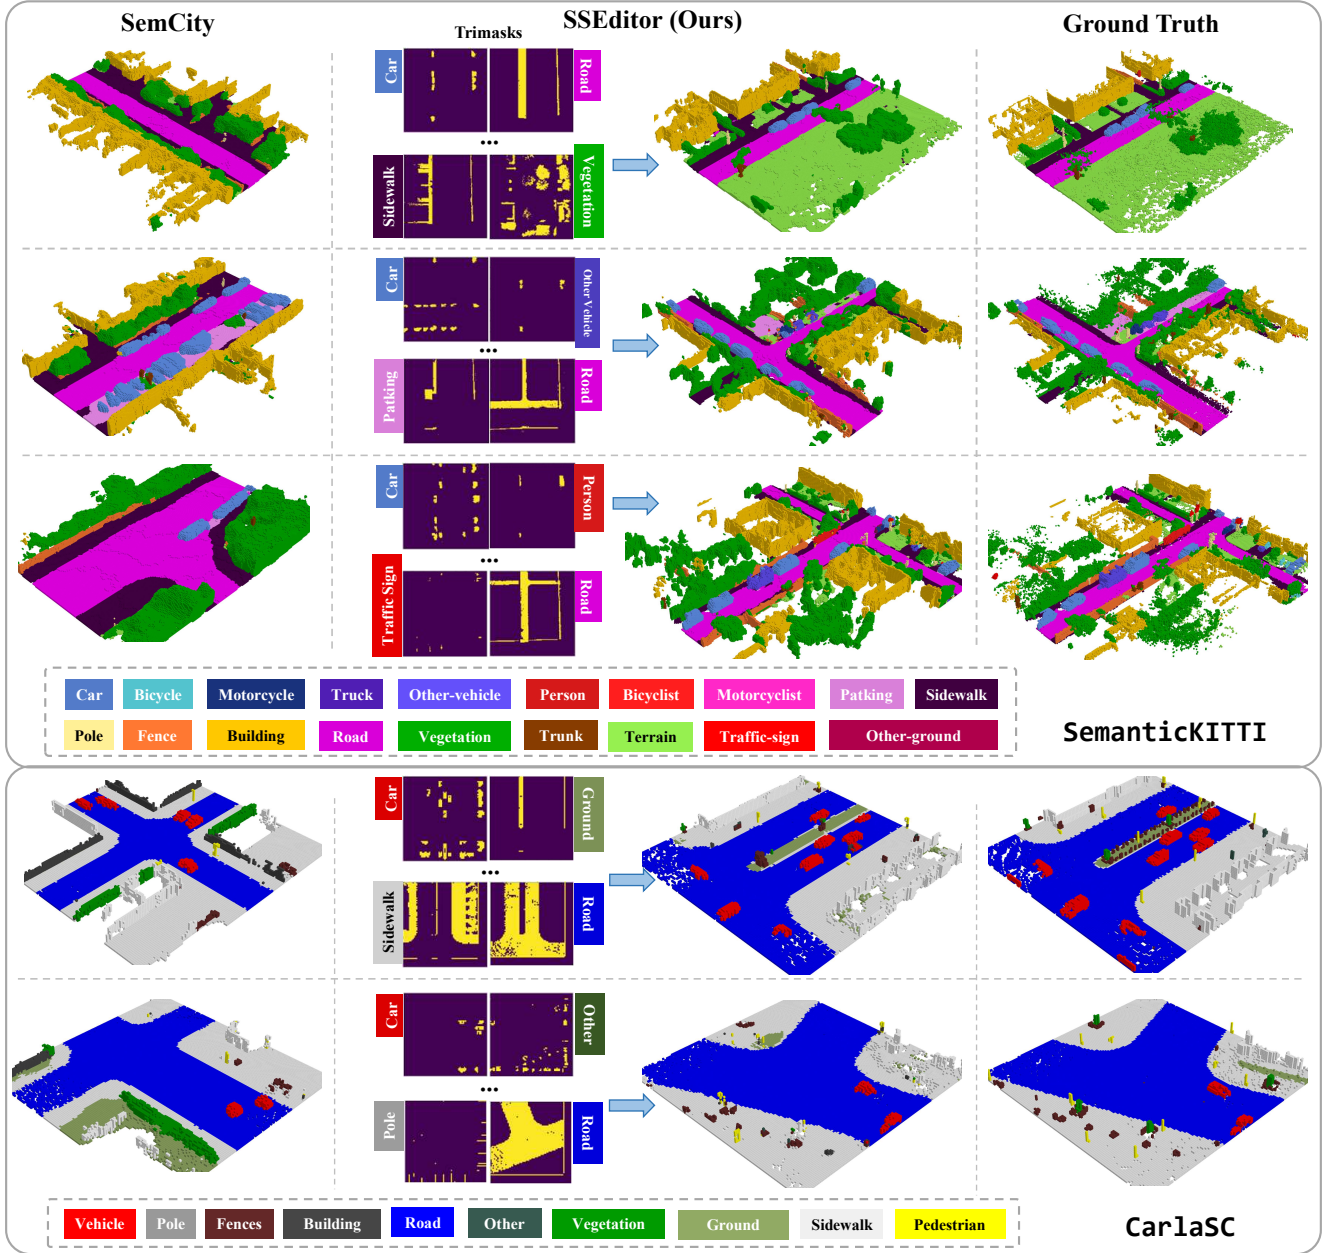 SemCity
SSEditor (Ours)
Ground Truth
Trimasks
Car
Road
...
Sidewalk
Vegetation
Car
Other Vehicle
...
Patking
Road
Car
Person
...
Traffic Sign
Road
Car Bicycle Motorcycle Truck Other-vehicle Person Bicyclist Motorcyclist Patking Sidewalk
Pole Fence Building Road Vegetation Trunk Terrain Traffic-sign Other-ground
SemanticKITTI
Car
Ground
...
Sidewalk
Road
Car
Other
...
Pole
Road
Vehicle Pole Fences Building Road Other Vegetation Ground Sidewalk Pedestrian
CarlaSC